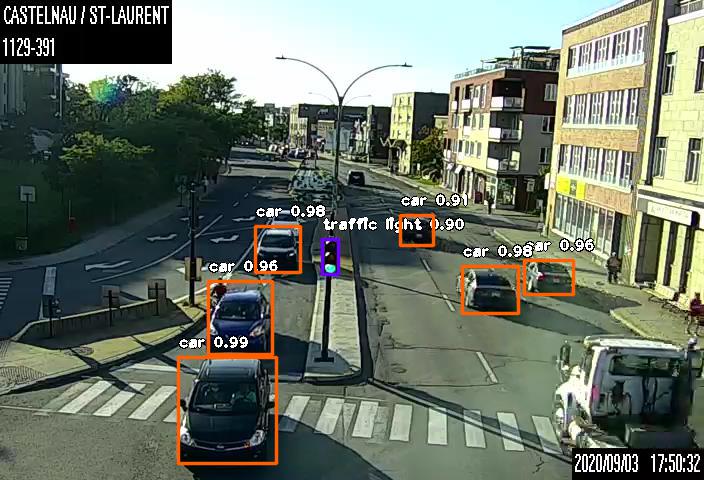 CASTELNAU / ST-LAURENT
1129-391
car 0.91
car 0.98
traffic light 0.90
car 0.98
car 0.96
car 0.96
car 0.99
2020/09/03 17:50:32